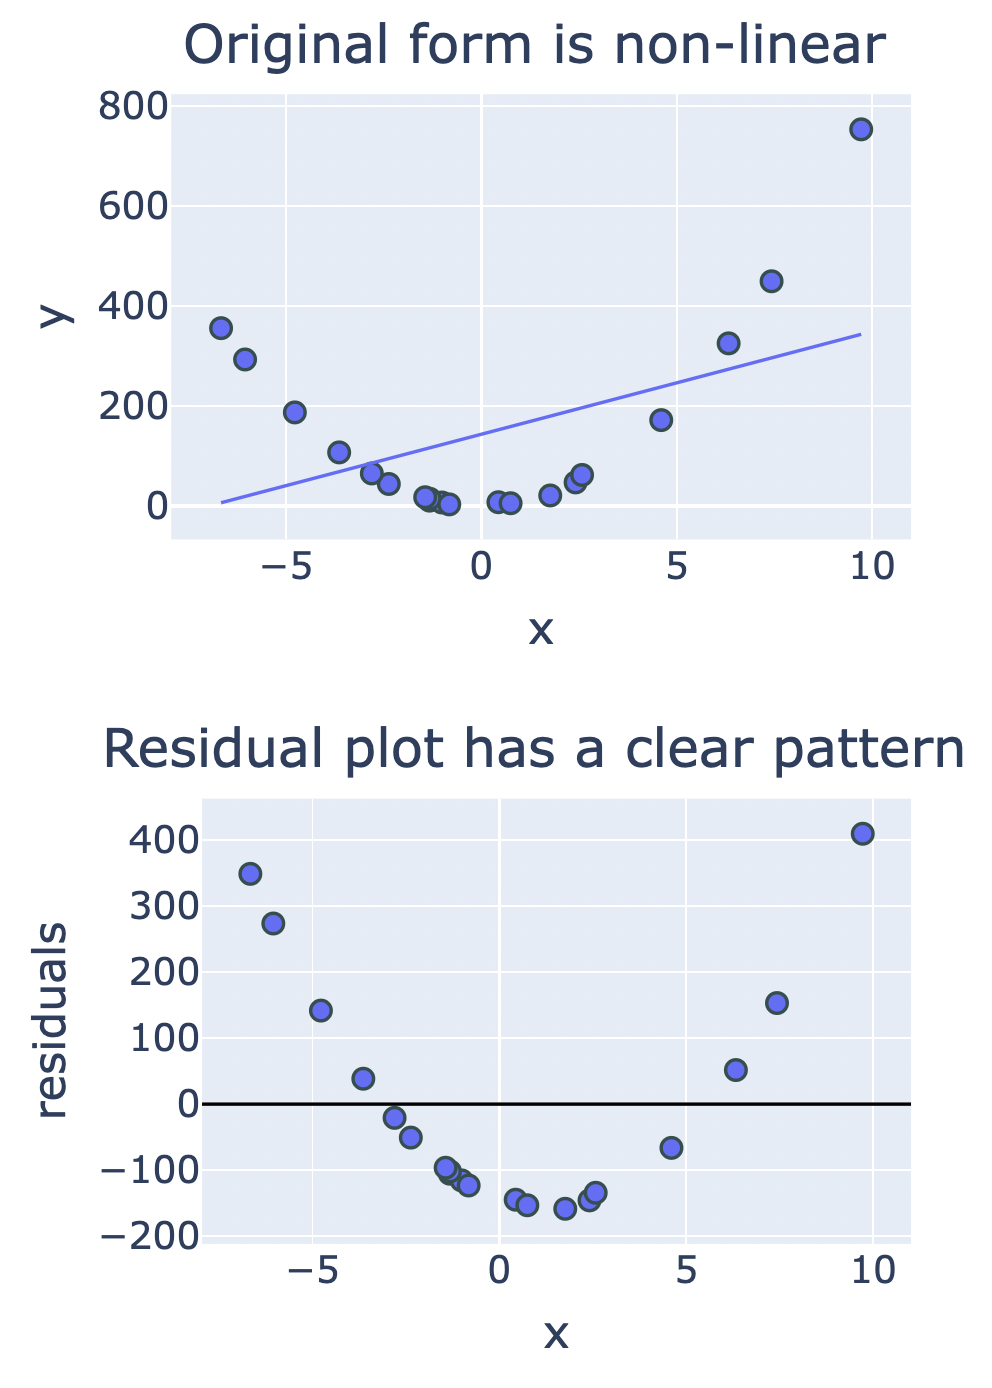 Original form is non-linear
800
600
400
200
0
y
−5 0 5 10
x
Residual plot has a clear pattern
400
300
200
100
0
−100
−200
residuals
−5 0 5 10
x